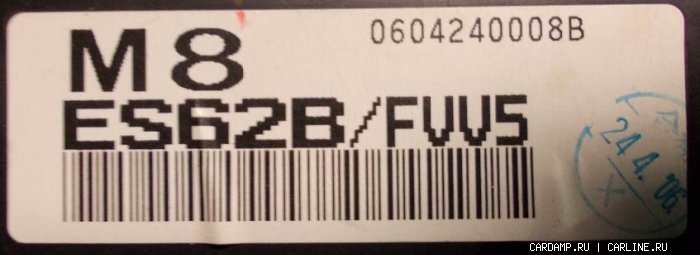 M8
0604240008B
ES62B/FVV5
24.4.'06.
X
CARDAMP.RU | CARLINE.RU